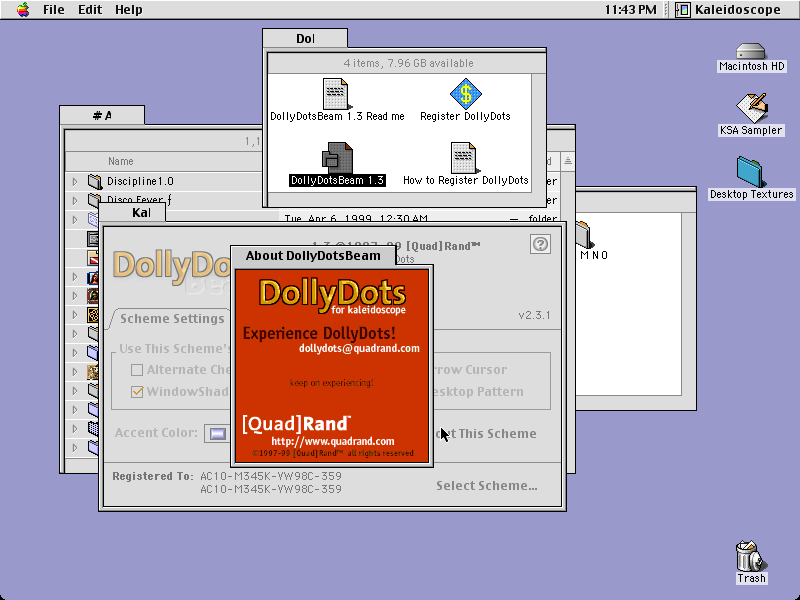 File Edit Help 11:43 PM Kaleidoscope
Dol
4 items, 7.96 GB available
DollyDotsBeam 1.3 Read me
Register DollyDots
DollyDotsBeam 1.3
How to Register DollyDots
Macintosh HD
KSA Sampler
Desktop Textures
Trash
# A
1,1
Name
Discipline1.0
Disco Fever ƒ
Tue, Apr 6, 1999, 12:30 AM — folder
M N O
Kal
DollyDo
1.3 ©1997-99 [Quad]Rand™
Dots
v2.3.1
Scheme Settings
Use This Scheme's
Alternate Che
rrow Cursor
WindowShad
esktop Pattern
Accent Color:
ut This Scheme
Registered To: AC10-M345K-VW98C-359
AC10-M345K-VW98C-359
Select Scheme...
About DollyDotsBeam
DollyDots
for kaleidoscope
Experience DollyDots!
dollydots@quadrand.com
keep on experiencing!
[Quad]Rand™
http://www.quadrand.com
©1997-99 [Quad]Rand™ all rights reserved